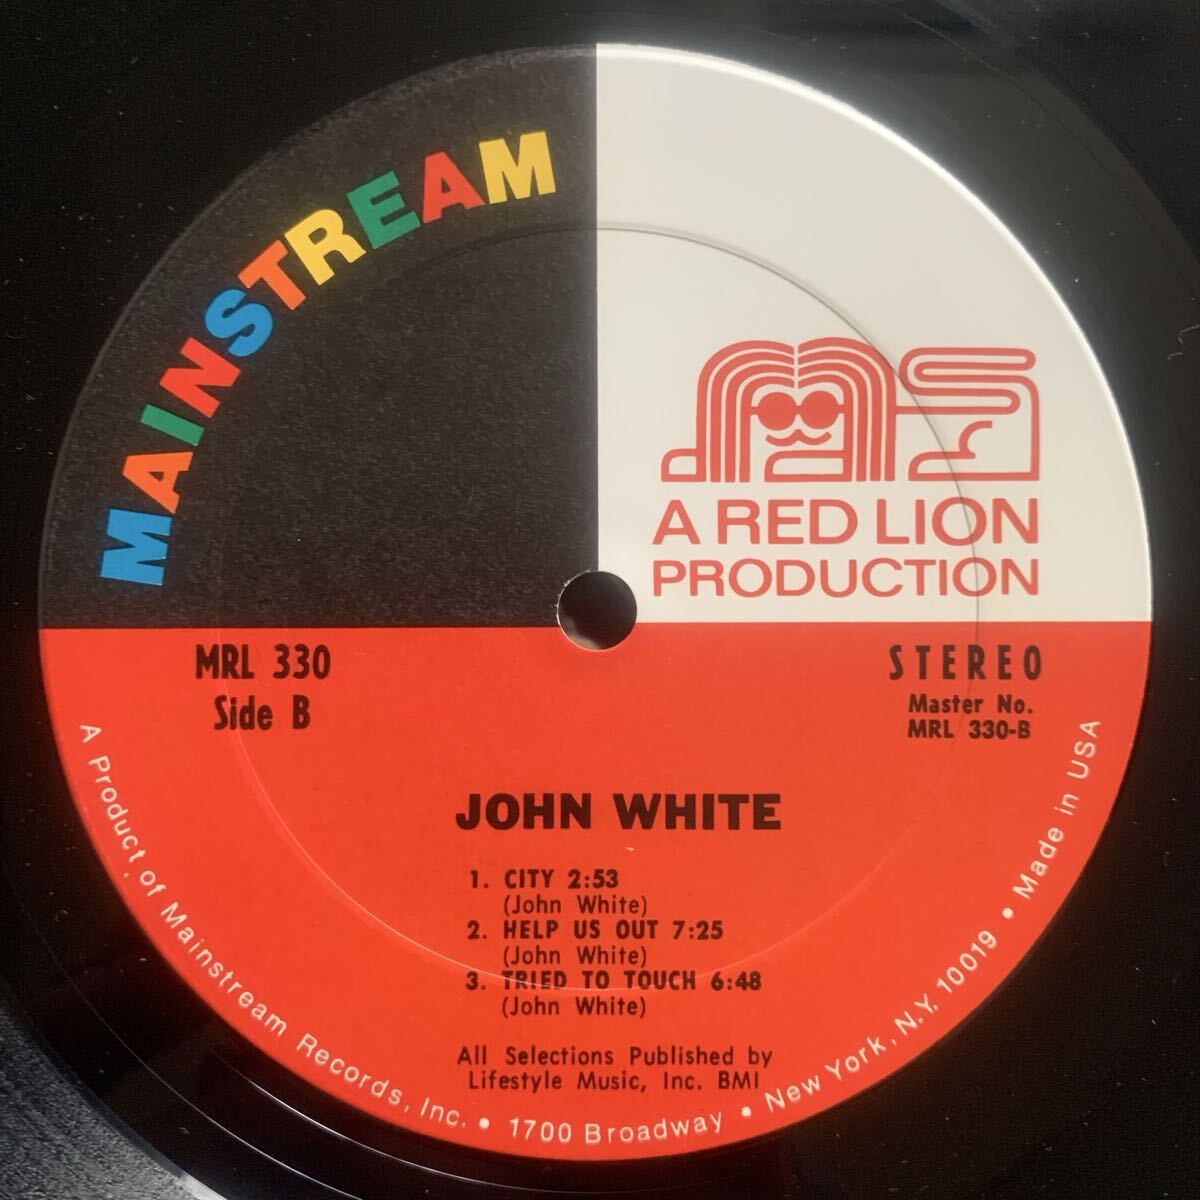 MAINSTREAM
A RED LION
PRODUCTION
MRL 330
Side B
STEREO
Master No.
MRL 330-B
JOHN WHITE
1. CITY 2:53
(John White)
2. HELP US OUT 7:25
(John White)
3. TRIED TO TOUCH 6:48
(John White)
All Selections Published by
Lifestyle Music, Inc. BMI
A Product of Mainstream Records, Inc. • 1700 Broadway • New York, N.Y. 10019 • Made in USA